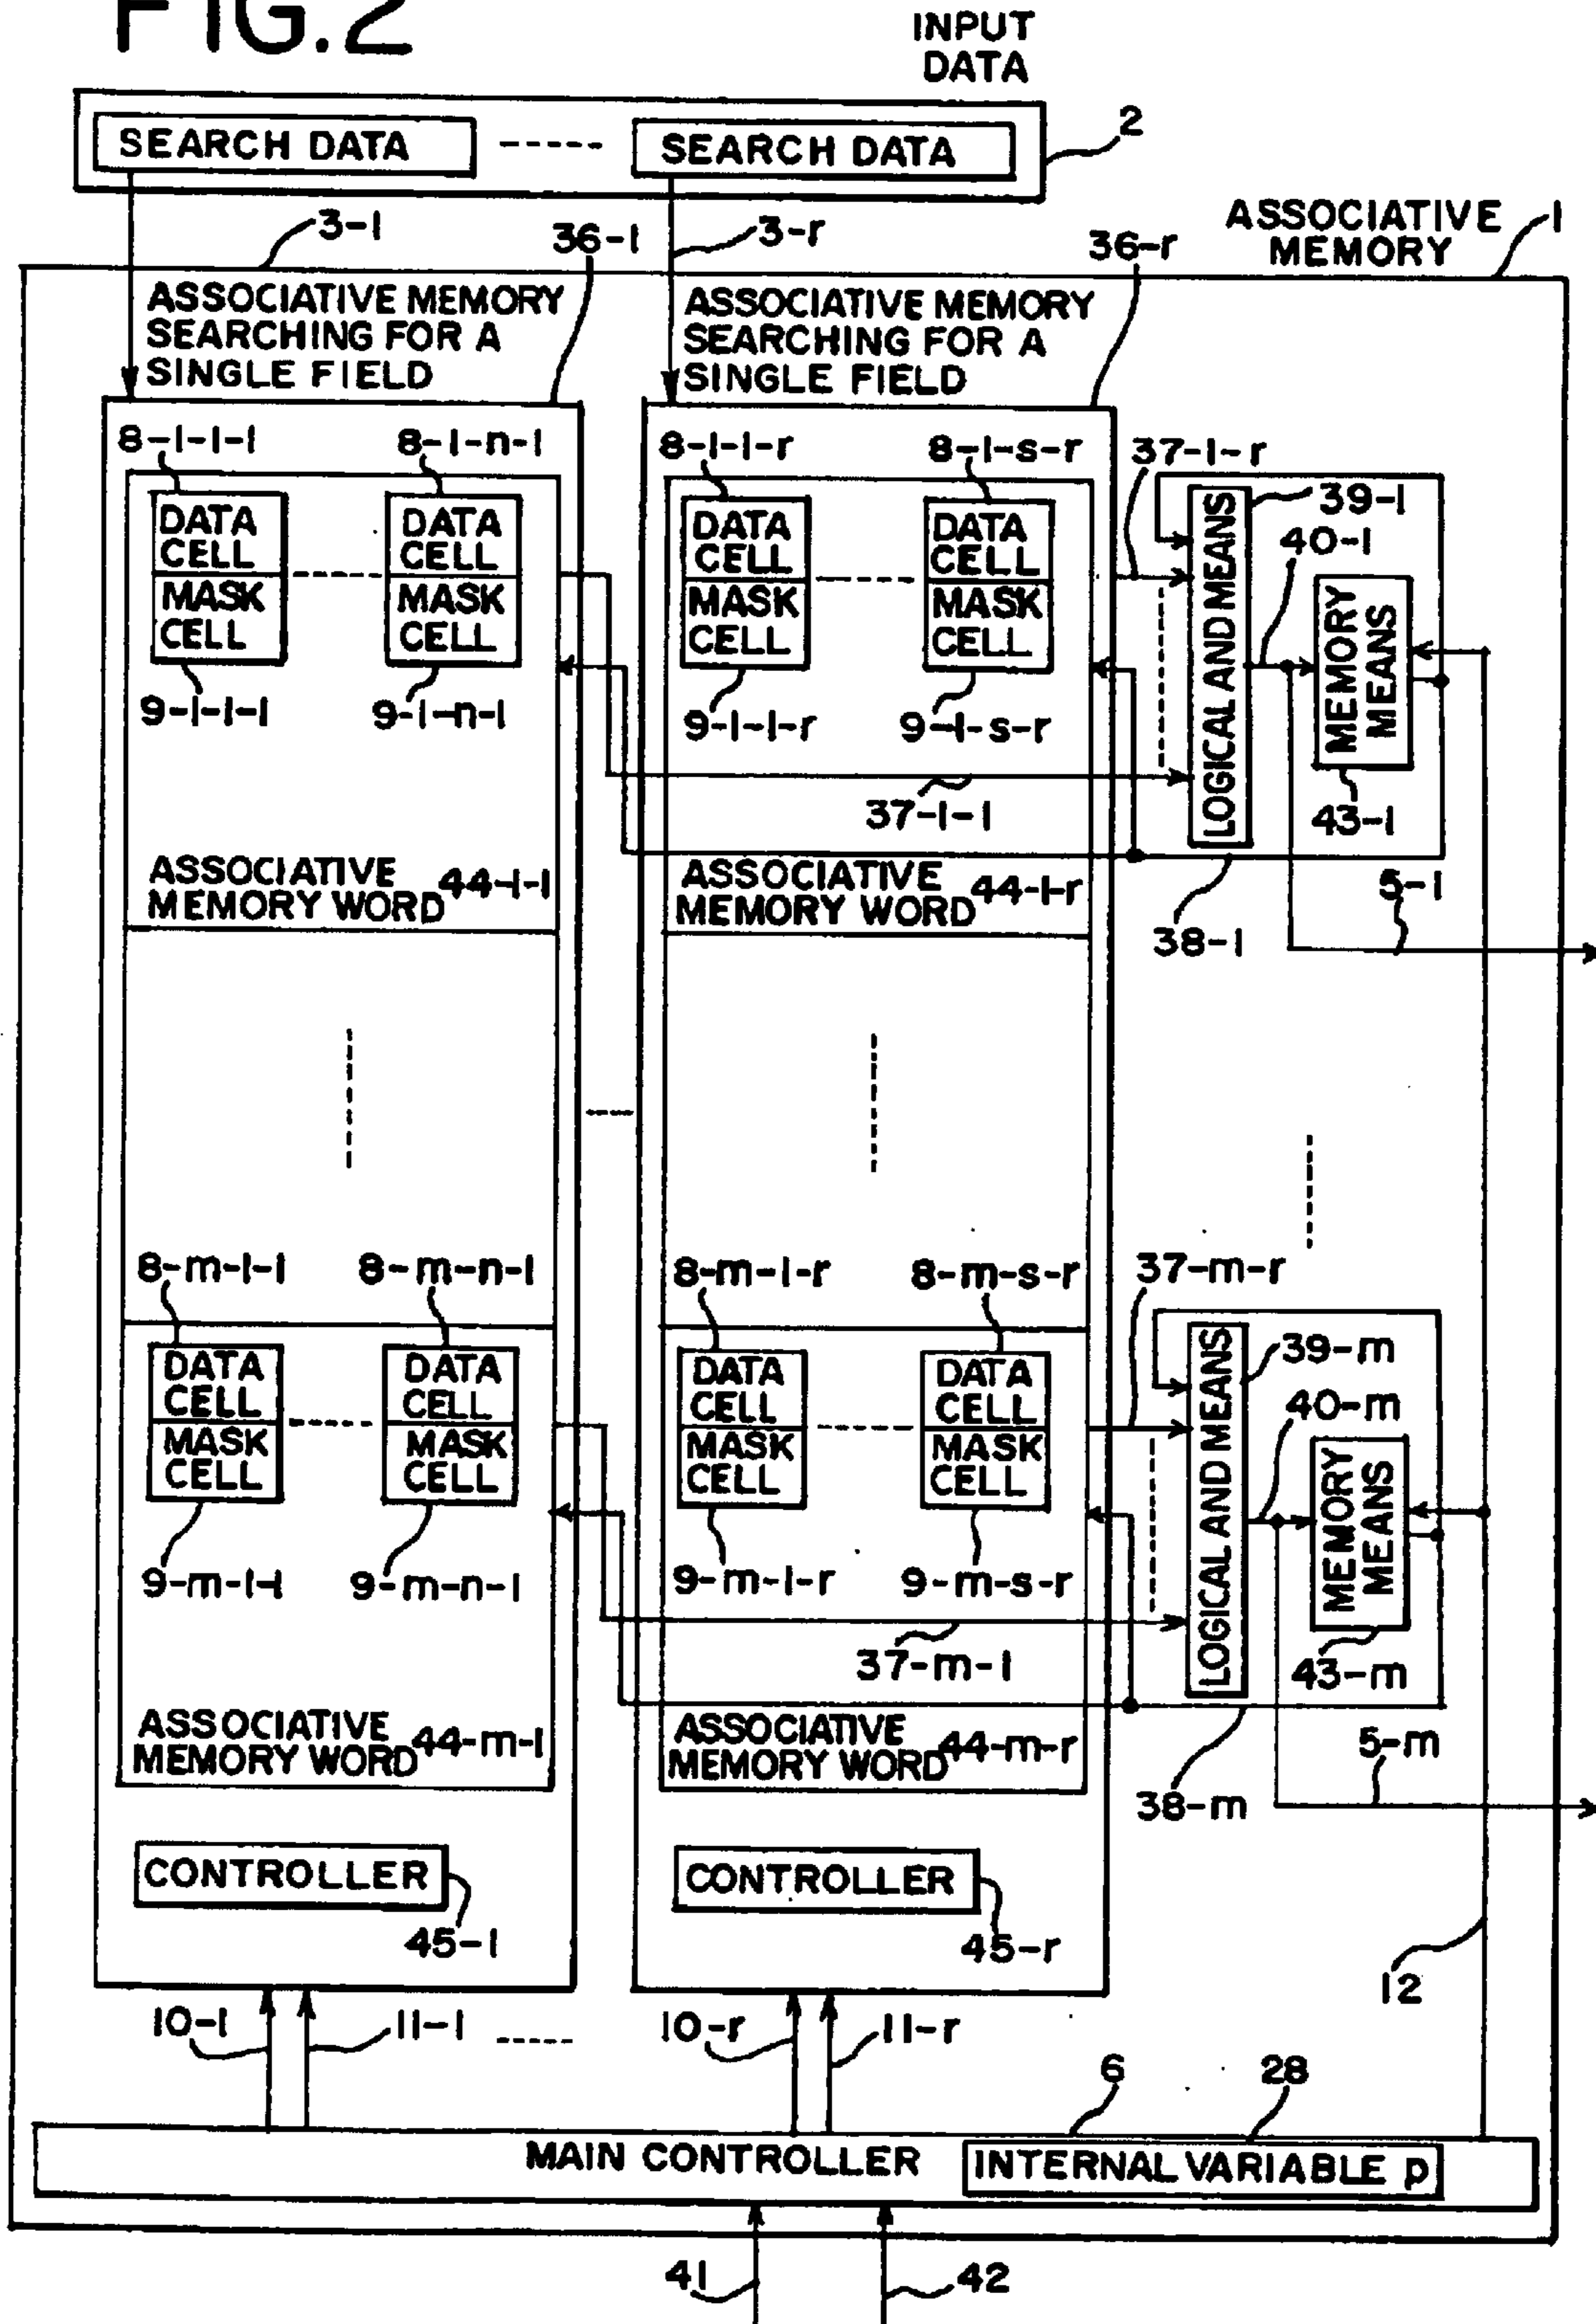 FIG.2
INPUT
DATA
SEARCH DATA ----- SEARCH DATA
2
3-1
36-1
3-r
36-r
ASSOCIATIVE
MEMORY
1
ASSOCIATIVE MEMORY
SEARCHING FOR A
SINGLE FIELD
ASSOCIATIVE MEMORY
SEARCHING FOR A
SINGLE FIELD
8-1-1-1
8-1-n-1
8-1-1-r
8-1-s-r
37-1-r
39-1
40-1
DATA
CELL
MASK
CELL
DATA
CELL
MASK
CELL
DATA
CELL
MASK
CELL
DATA
CELL
MASK
CELL
LOGICAL AND MEANS
MEMORY
MEANS
9-1-1-1
9-1-n-1
9-1-1-r
9-1-s-r
37-1-1
43-1
ASSOCIATIVE
MEMORY WORD 44-1-1
ASSOCIATIVE
MEMORY WORD 44-1-r
38-1
5-1
8-m-1-1
8-m-n-1
8-m-1-r
8-m-s-r
37-m-r
39-m
40-m
DATA
CELL
MASK
CELL
DATA
CELL
MASK
CELL
DATA
CELL
MASK
CELL
DATA
CELL
MASK
CELL
LOGICAL AND MEANS
MEMORY
MEANS
9-m-1-1
9-m-n-1
9-m-1-r
9-m-s-r
37-m-1
43-m
ASSOCIATIVE
MEMORY WORD 44-m-1
ASSOCIATIVE
MEMORY WORD 44-m-r
38-m
5-m
CONTROLLER
45-1
CONTROLLER
45-r
12
10-1
11-1
10-r
11-r
6
28
MAIN CONTROLLER
INTERNAL VARIABLE p
41
42